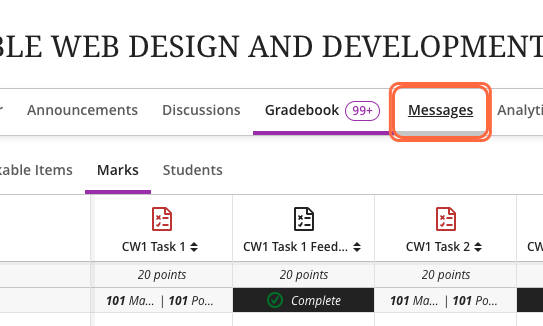 BLE WEB DESIGN AND DEVELOPMENT
r Announcements Discussions Gradebook 99+ Messages Analyti
kable Items Marks Students
CW1 Task 1 CW1 Task 1 Feed... CW1 Task 2 CW
20 points 20 points 20 points
101 Ma... | 101 Po... Complete 101 Ma... | 101 Po...